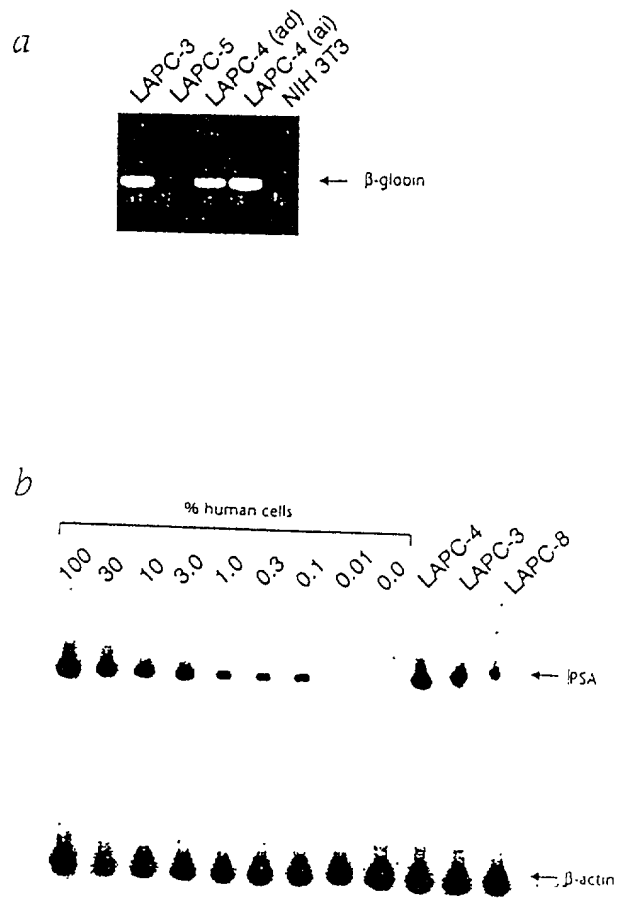 a
LAPC-3
LAPC-5
LAPC-4 (ad)
LAPC-4 (ai)
NIH 3T3
β-globin
b
% human cells
100
30
10
3.0
1.0
0.3
0.1
0.01
0.0
LAPC-4
LAPC-3
LAPC-8
PSA
β-actin